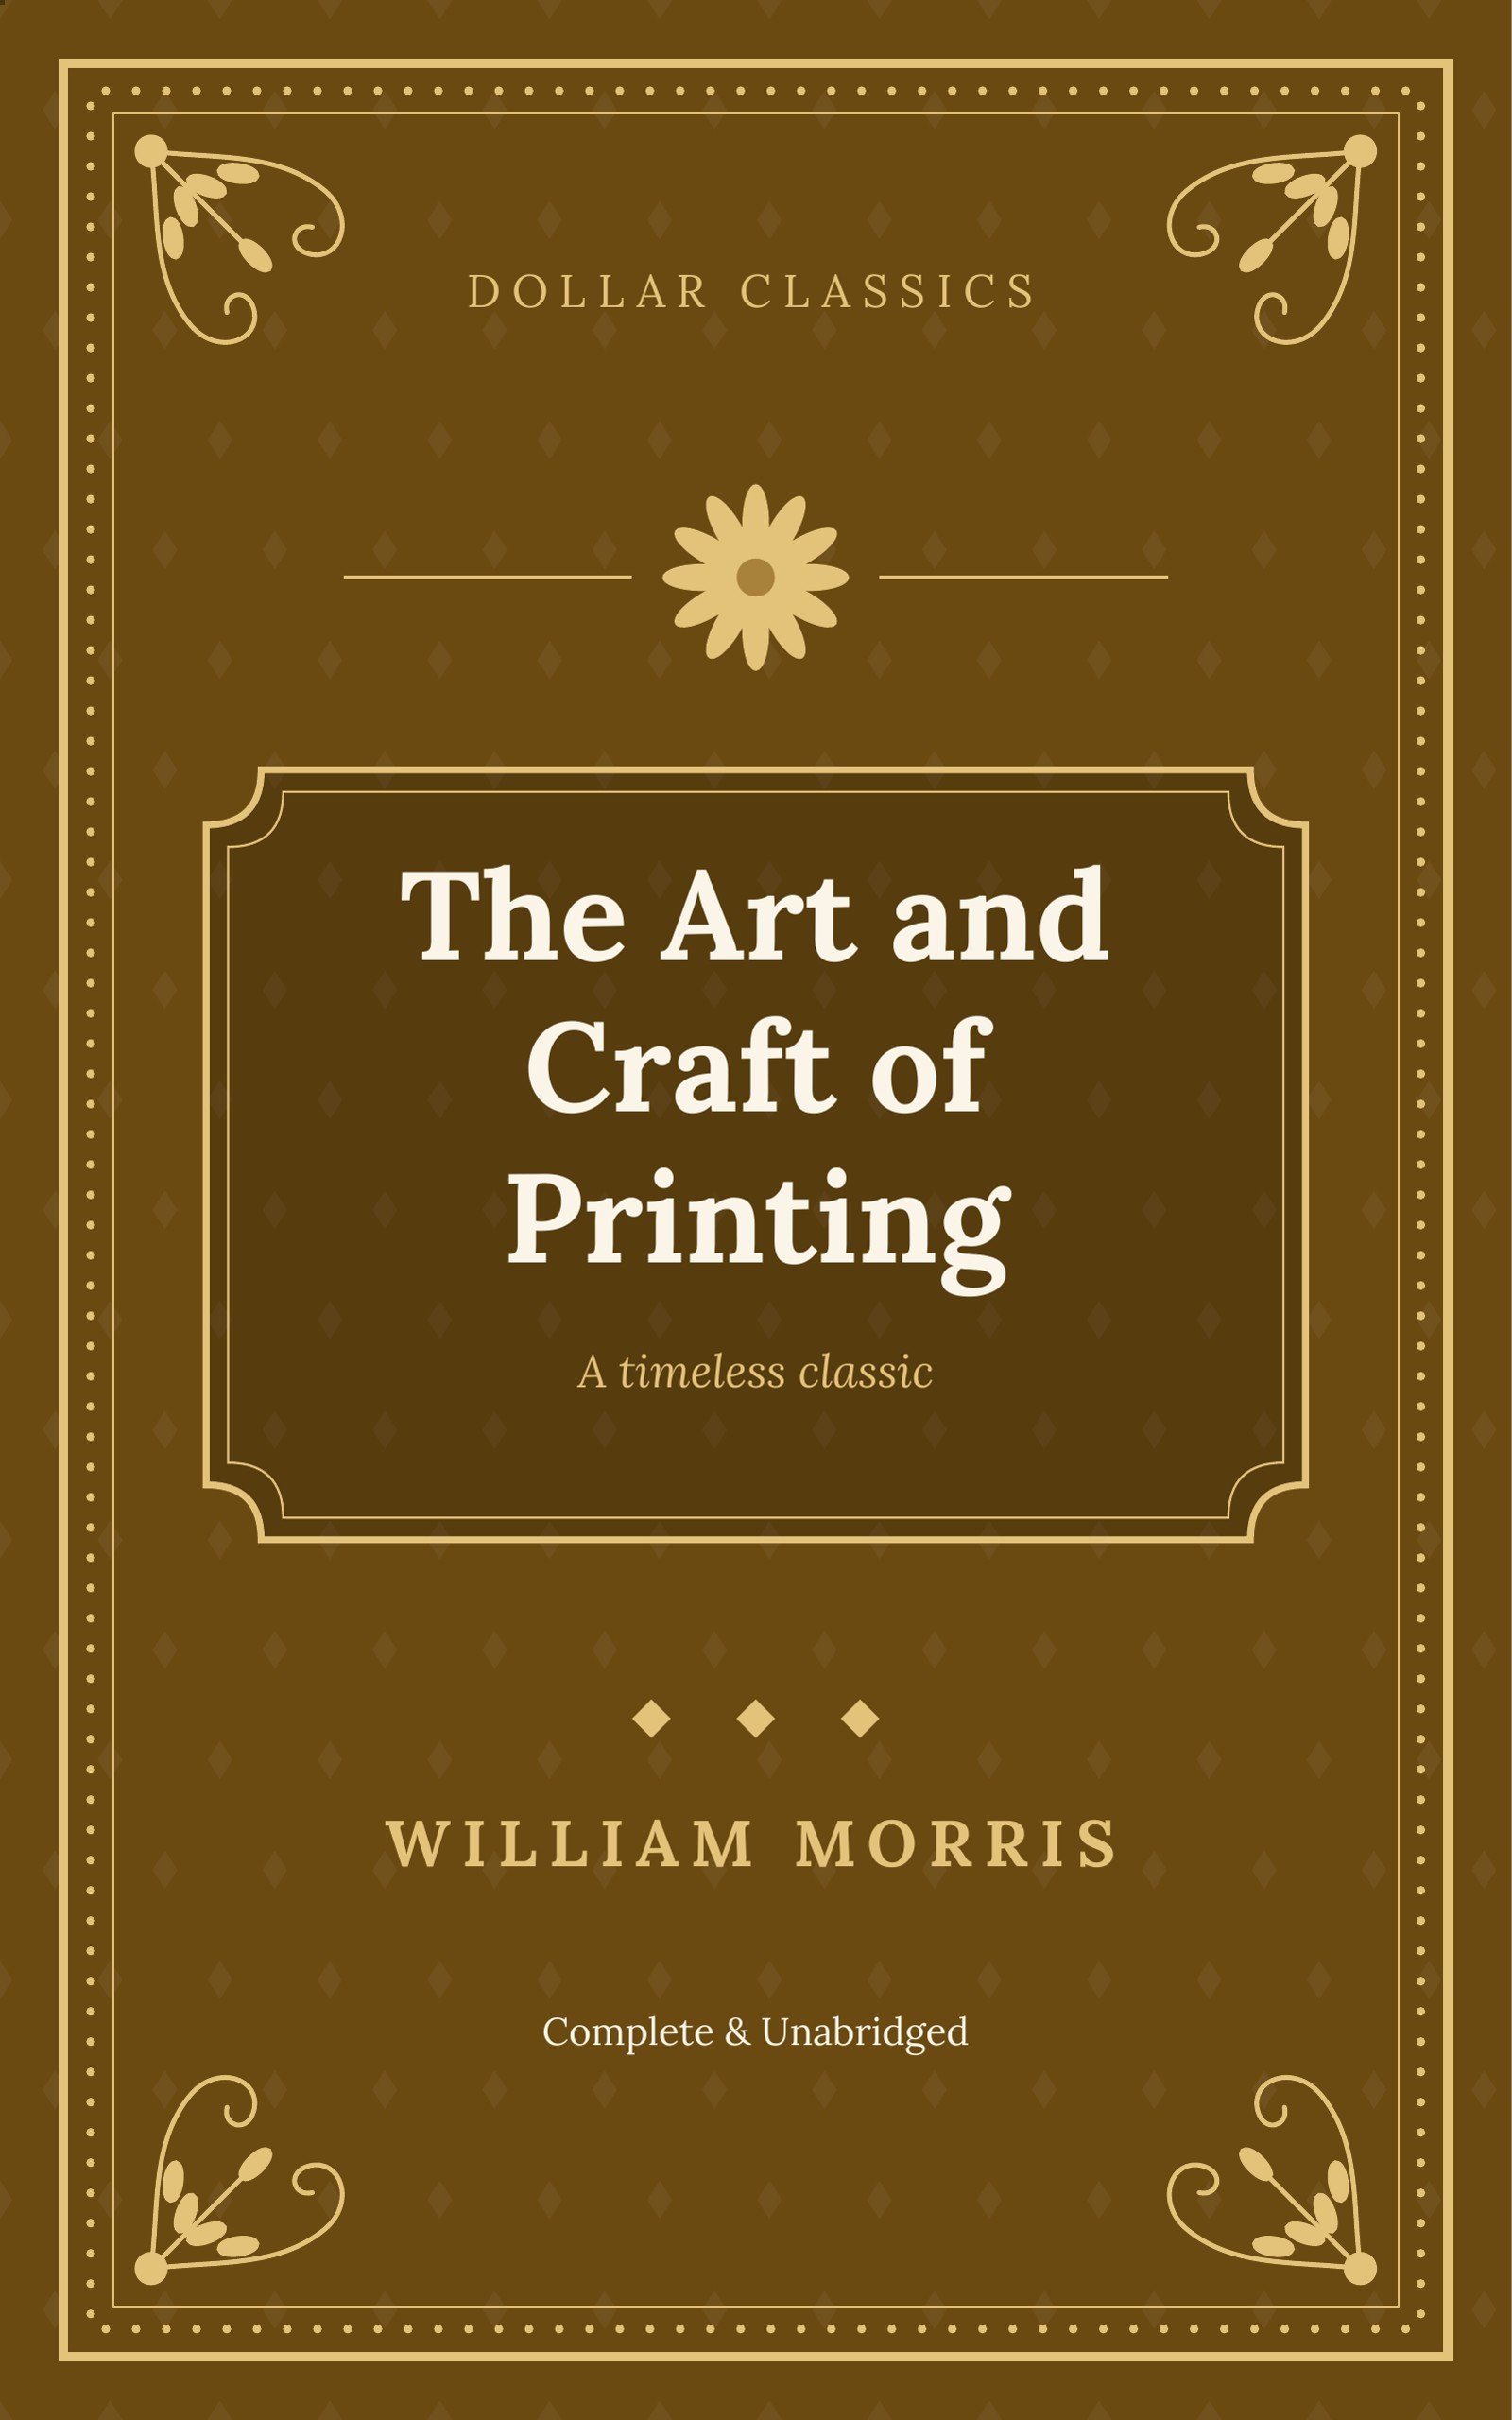 DOLLAR CLASSICS
The Art and
Craft of
Printing
A timeless classic
WILLIAM MORRIS
Complete & Unabridged